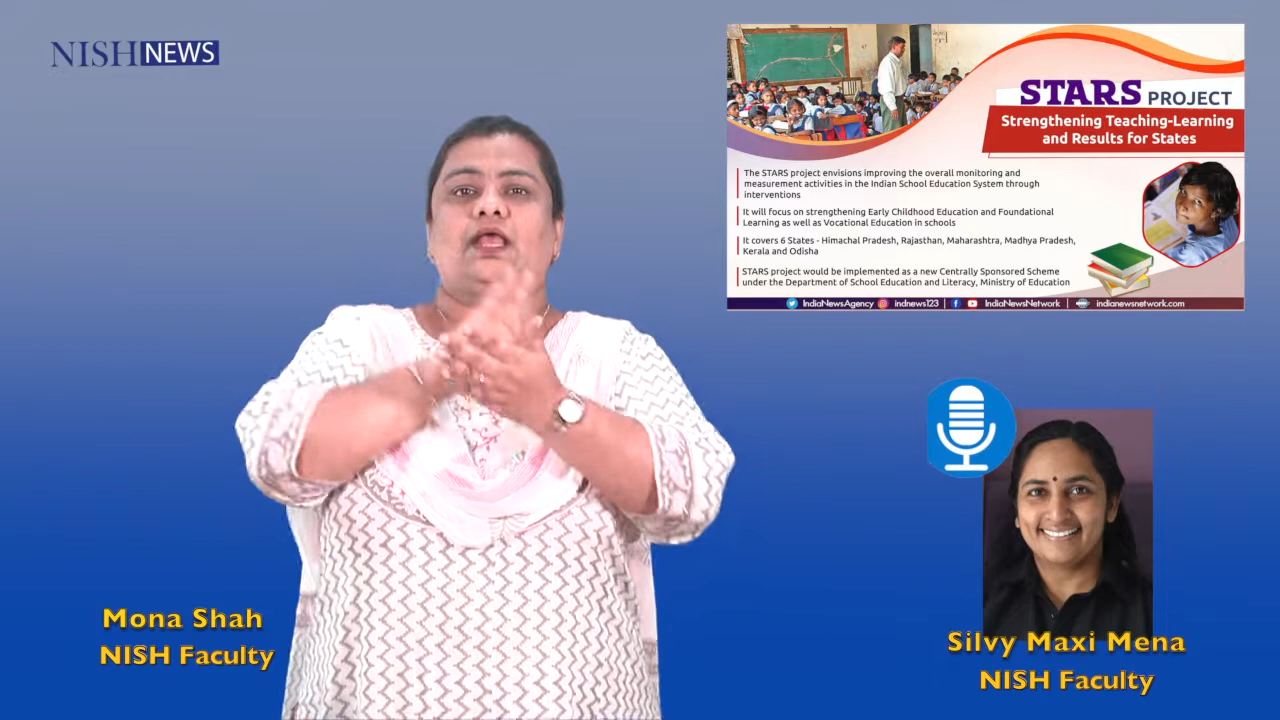 NISH NEWS
STARS PROJECT
Strengthening Teaching-Learning
and Results for States
The STARS project envisions improving the overall monitoring and
measurement activities in the Indian School Education System through
interventions
It will focus on strengthening Early Childhood Education and Foundational
Learning as well as Vocational Education in schools
It covers 6 States - Himachal Pradesh, Rajasthan, Maharashtra, Madhya Pradesh,
Kerala and Odisha
STARS project would be implemented as a new Centrally Sponsored Scheme
under the Department of School Education and Literacy, Ministry of Education
IndiaNewsAgency indnews123 | IndiaNewsNetwork | indianewsnetwork.com
Mona Shah
NISH Faculty
Silvy Maxi Mena
NISH Faculty